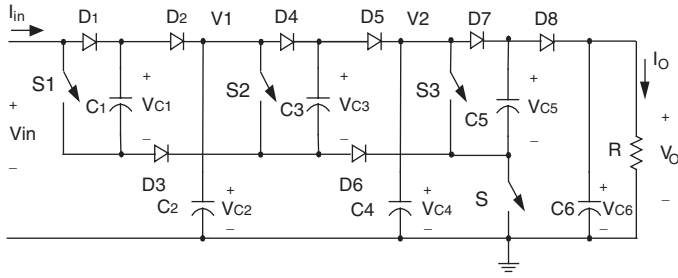 Iin D1 D2 V1 D4 D5 V2 D7 D8
IO
S1 + + + S2 S3
C1 VC1 C3 VC3 C5 VC5
+ Vin – – – – +
R VO
D3 D6
C2 + VC2 – C4 + VC4 – S C6 + VC6 – –